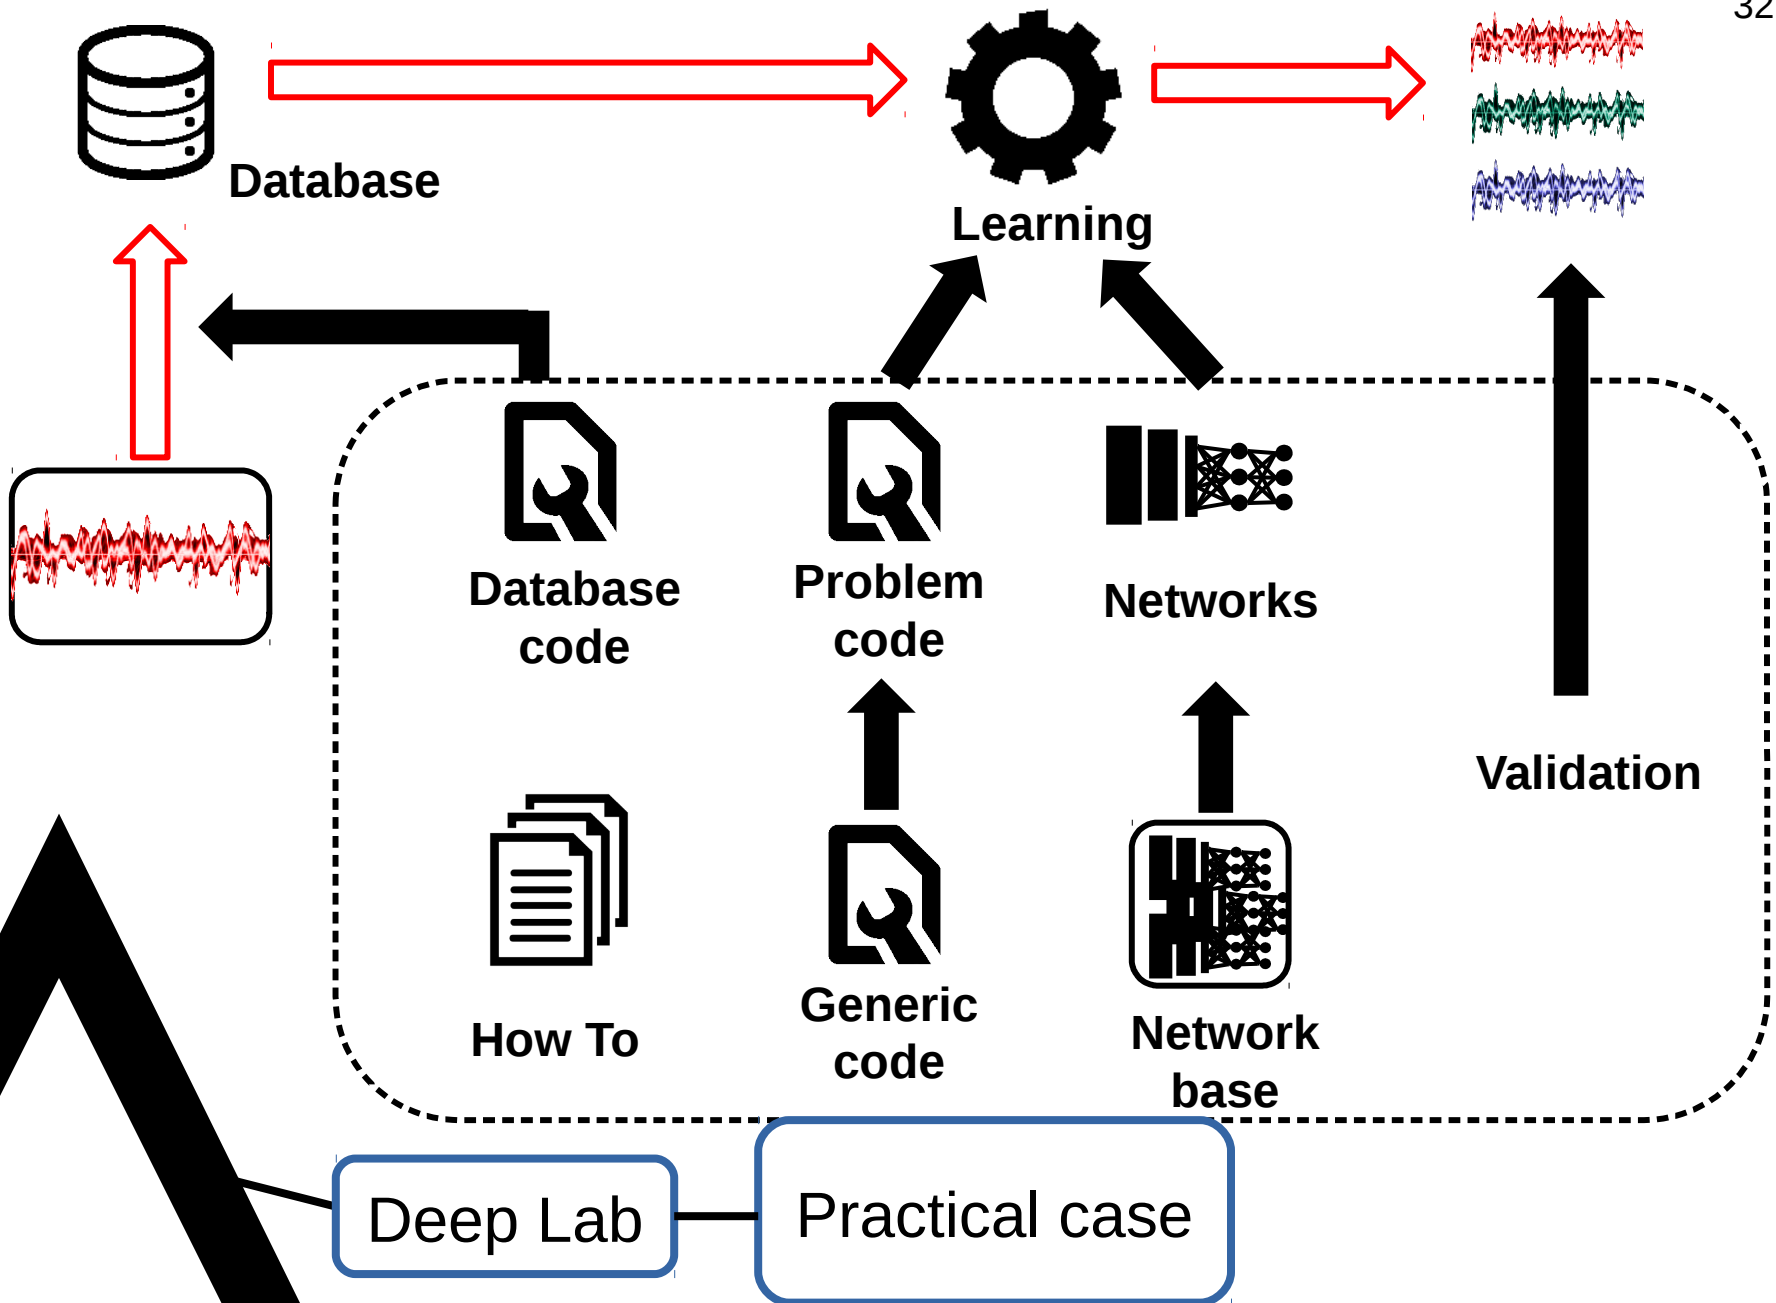 32
Database
Learning
Database
code
Problem
code
Networks
Validation
How To
Generic
code
Network
base
Deep Lab
Practical case